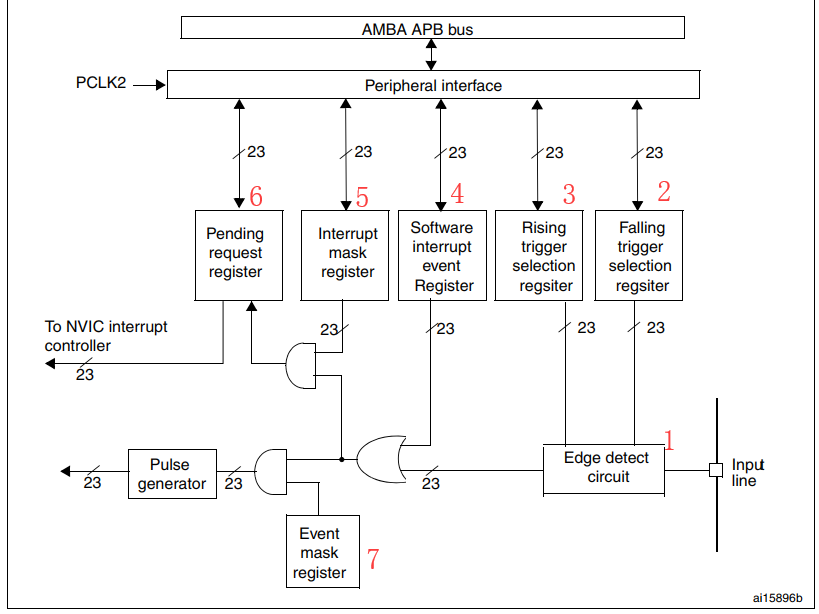 AMBA APB bus
PCLK2
Peripheral interface
23
23
23
23
23
6
5
4
3
2
Pending
request
register
Interrupt
mask
register
Software
interrupt
event
Register
Rising
trigger
selection
regsiter
Falling
trigger
selection
regsiter
To NVIC interrupt
controller
23
23
23
23
23
1
Edge detect
circuit
Input
line
23
Pulse
generator
23
23
Event
mask
register
7
ai15896b